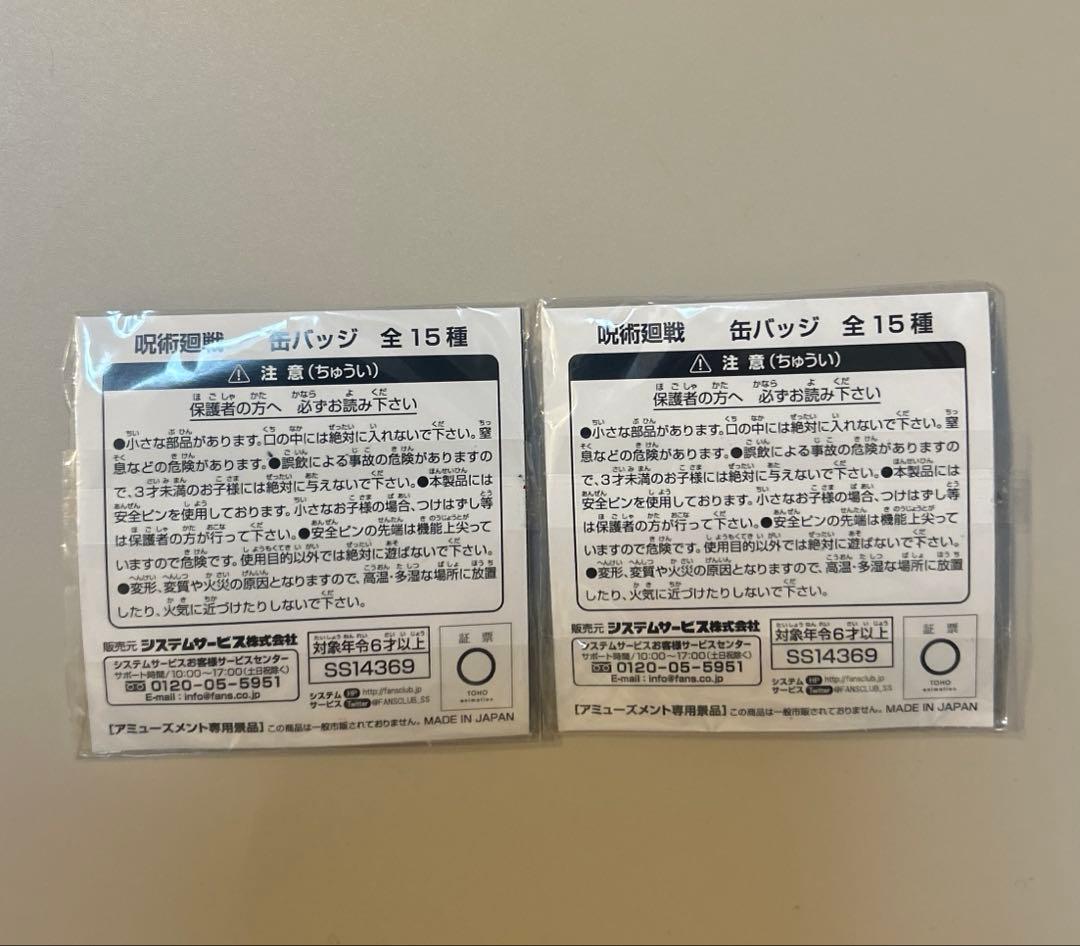 呪術廻戦 缶バッジ 全15種
⚠ 注意(ちゅうい)
保護者の方へ 必ずお読み下さい
●小さな部品があります。口の中には絶対に入れないで下さい。窒
息などの危険があります。●誤飲による事故の危険がありますの
で、3才未満のお子様には絶対に与えないで下さい。●本製品には
安全ピンを使用しております。小さなお子様の場合、つけはずし等
は保護者の方が行って下さい。●安全ピンの先端は機能上尖って
いますので危険です。使用目的以外では絶対に遊ばないで下さい。
●変形、変質や火災の原因となりますので、高温・多湿な場所に放置
したり、火気に近づけたりしないで下さい。
販売元 システムサービス株式会社
システムサービスお客様サービスセンター
サポート時間/10:00〜17:00(土日祝除く)
0120-05-5951
E-mail:info@fans.co.jp
対象年令6才以上
SS14369
システムサービス
HP http://fansclub.jp
Twitter @FANSCLUB_SS
証票
TOHO
animation
[アミューズメント専用景品]この商品は一般市販されておりません。MADE IN JAPAN
呪術廻戦 缶バッジ 全15種
⚠ 注意(ちゅうい)
保護者の方へ 必ずお読み下さい
●小さな部品があります。口の中には絶対に入れないで下さい。窒
息などの危険があります。●誤飲による事故の危険がありますの
で、3才未満のお子様には絶対に与えないで下さい。●本製品には
安全ピンを使用しております。小さなお子様の場合、つけはずし等
は保護者の方が行って下さい。●安全ピンの先端は機能上尖って
いますので危険です。使用目的以外では絶対に遊ばないで下さい。
●変形、変質や火災の原因となりますので、高温・多湿な場所に放置
したり、火気に近づけたりしないで下さい。
販売元 システムサービス株式会社
システムサービスお客様サービスセンター
サポート時間/10:00〜17:00(土日祝除く)
0120-05-5951
E-mail:info@fans.co.jp
対象年令6才以上
SS14369
システムサービス
HP http://fansclub.jp
Twitter @FANSCLUB_SS
証票
TOHO
animation
[アミューズメント専用景品]この商品は一般市販されておりません。MADE IN JAPAN